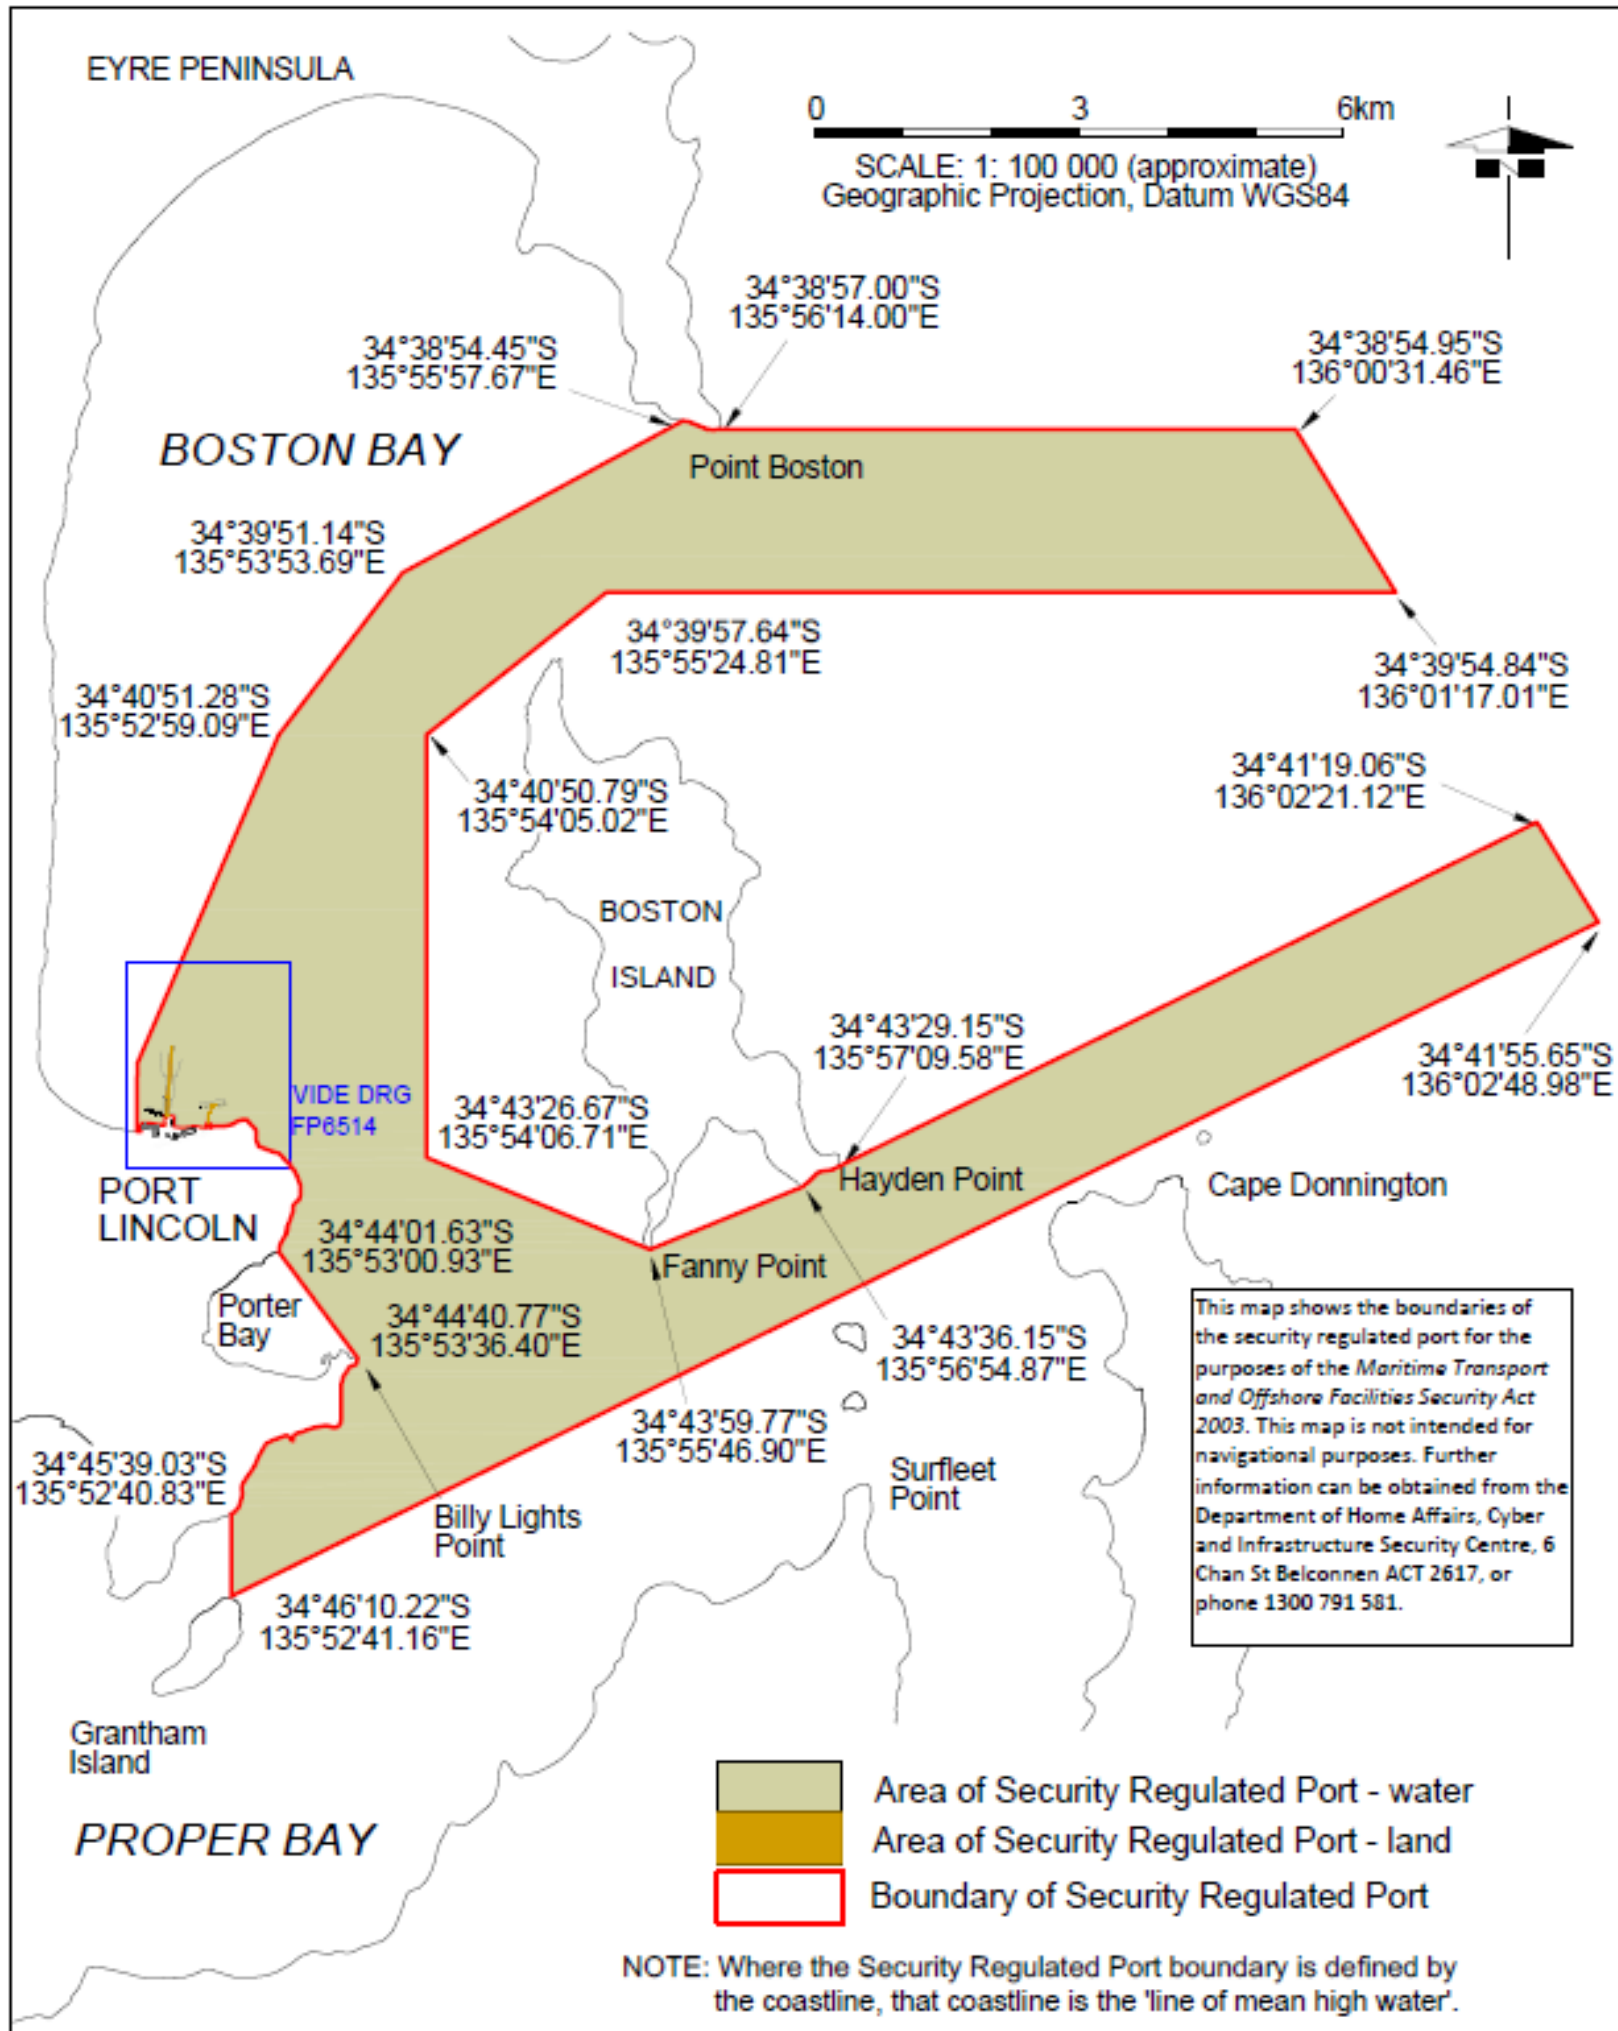 EYRE PENINSULA
0 3 6km
SCALE: 1: 100 000 (approximate)
Geographic Projection, Datum WGS84
N
34°38'57.00"S
135°56'14.00"E
34°38'54.45"S
135°55'57.67"E
34°38'54.95"S
136°00'31.46"E
BOSTON BAY
Point Boston
34°39'51.14"S
135°53'53.69"E
34°39'57.64"S
135°55'24.81"E
34°39'54.84"S
136°01'17.01"E
34°40'51.28"S
135°52'59.09"E
34°40'50.79"S
135°54'05.02"E
34°41'19.06"S
136°02'21.12"E
BOSTON
ISLAND
34°43'29.15"S
135°57'09.58"E
34°41'55.65"S
136°02'48.98"E
VIDE DRG
FP6514
34°43'26.67"S
135°54'06.71"E
Hayden Point
Cape Donnington
PORT
LINCOLN
34°44'01.63"S
135°53'00.93"E
Fanny Point
Porter
Bay
34°44'40.77"S
135°53'36.40"E
34°43'36.15"S
135°56'54.87"E
This map shows the boundaries of
the security regulated port for the
purposes of the Maritime Transport
and Offshore Facilities Security Act
2003. This map is not intended for
navigational purposes. Further
information can be obtained from the
Department of Home Affairs, Cyber
and Infrastructure Security Centre, 6
Chan St Belconnen ACT 2617, or
phone 1300 791 581.
34°43'59.77"S
135°55'46.90"E
34°45'39.03"S
135°52'40.83"E
Surfleet
Point
Billy Lights
Point
34°46'10.22"S
135°52'41.16"E
Grantham
Island
PROPER BAY
Area of Security Regulated Port - water
Area of Security Regulated Port - land
Boundary of Security Regulated Port
NOTE: Where the Security Regulated Port boundary is defined by
the coastline, that coastline is the 'line of mean high water'.